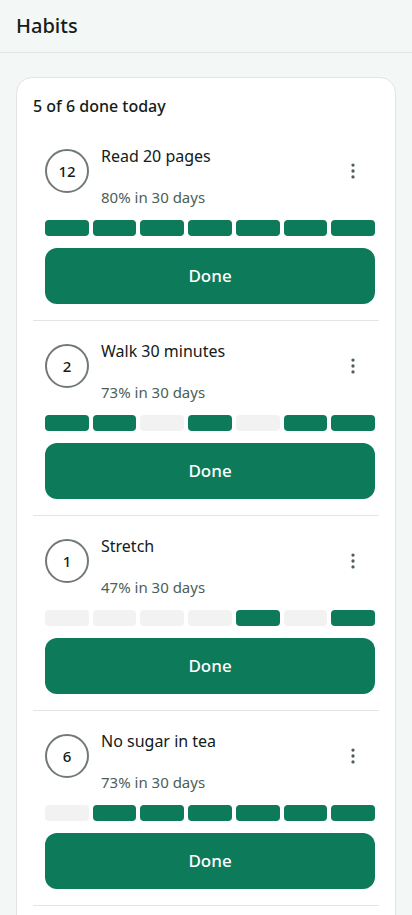 Habits
5 of 6 done today
12
Read 20 pages
80% in 30 days
Done
2
Walk 30 minutes
73% in 30 days
Done
1
Stretch
47% in 30 days
Done
6
No sugar in tea
73% in 30 days
Done